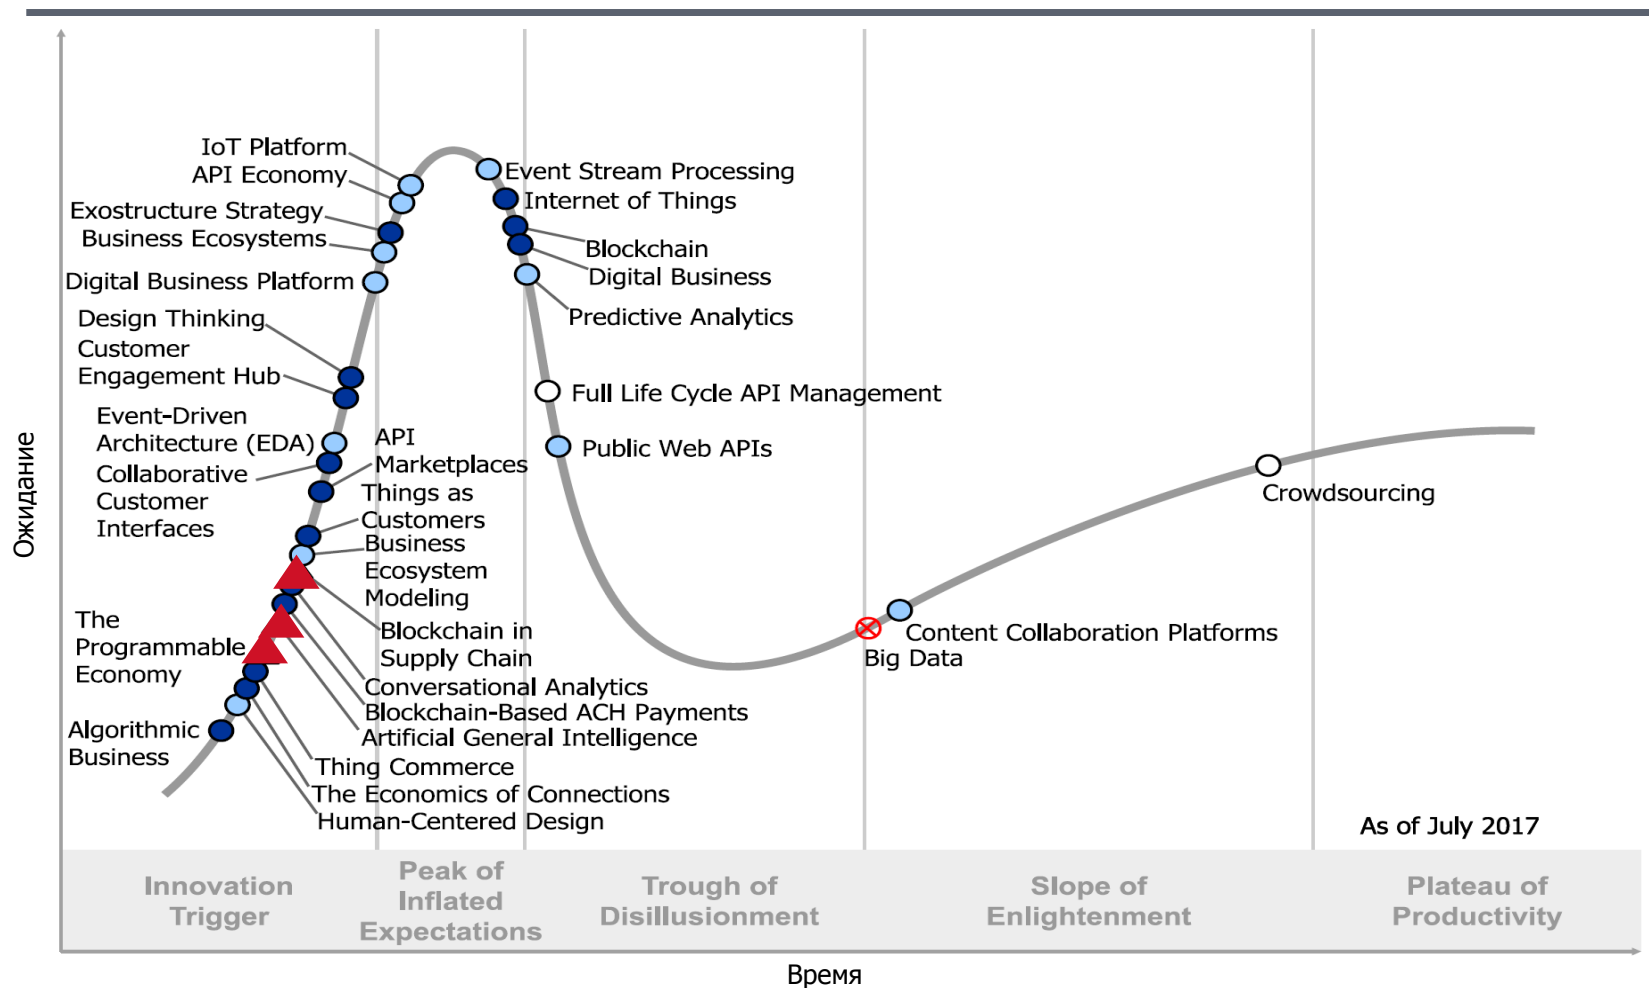 IoT Platform
API Economy
Exostructure Strategy
Business Ecosystems
Digital Business Platform
Design Thinking
Customer
Engagement Hub
Event-Driven
Architecture (EDA)
Collaborative
Customer
Interfaces
API
Marketplaces
Things as
Customers
Business
Ecosystem
Modeling
The
Programmable
Economy
Blockchain in
Supply Chain
Conversational Analytics
Blockchain-Based ACH Payments
Artificial General Intelligence
Algorithmic
Business
Thing Commerce
The Economics of Connections
Human-Centered Design
Event Stream Processing
Internet of Things
Blockchain
Digital Business
Predictive Analytics
Full Life Cycle API Management
Public Web APIs
Crowdsourcing
Content Collaboration Platforms
Big Data
As of July 2017
Ожидание
Innovation
Trigger
Peak of
Inflated
Expectations
Trough of
Disillusionment
Slope of
Enlightenment
Plateau of
Productivity
Время